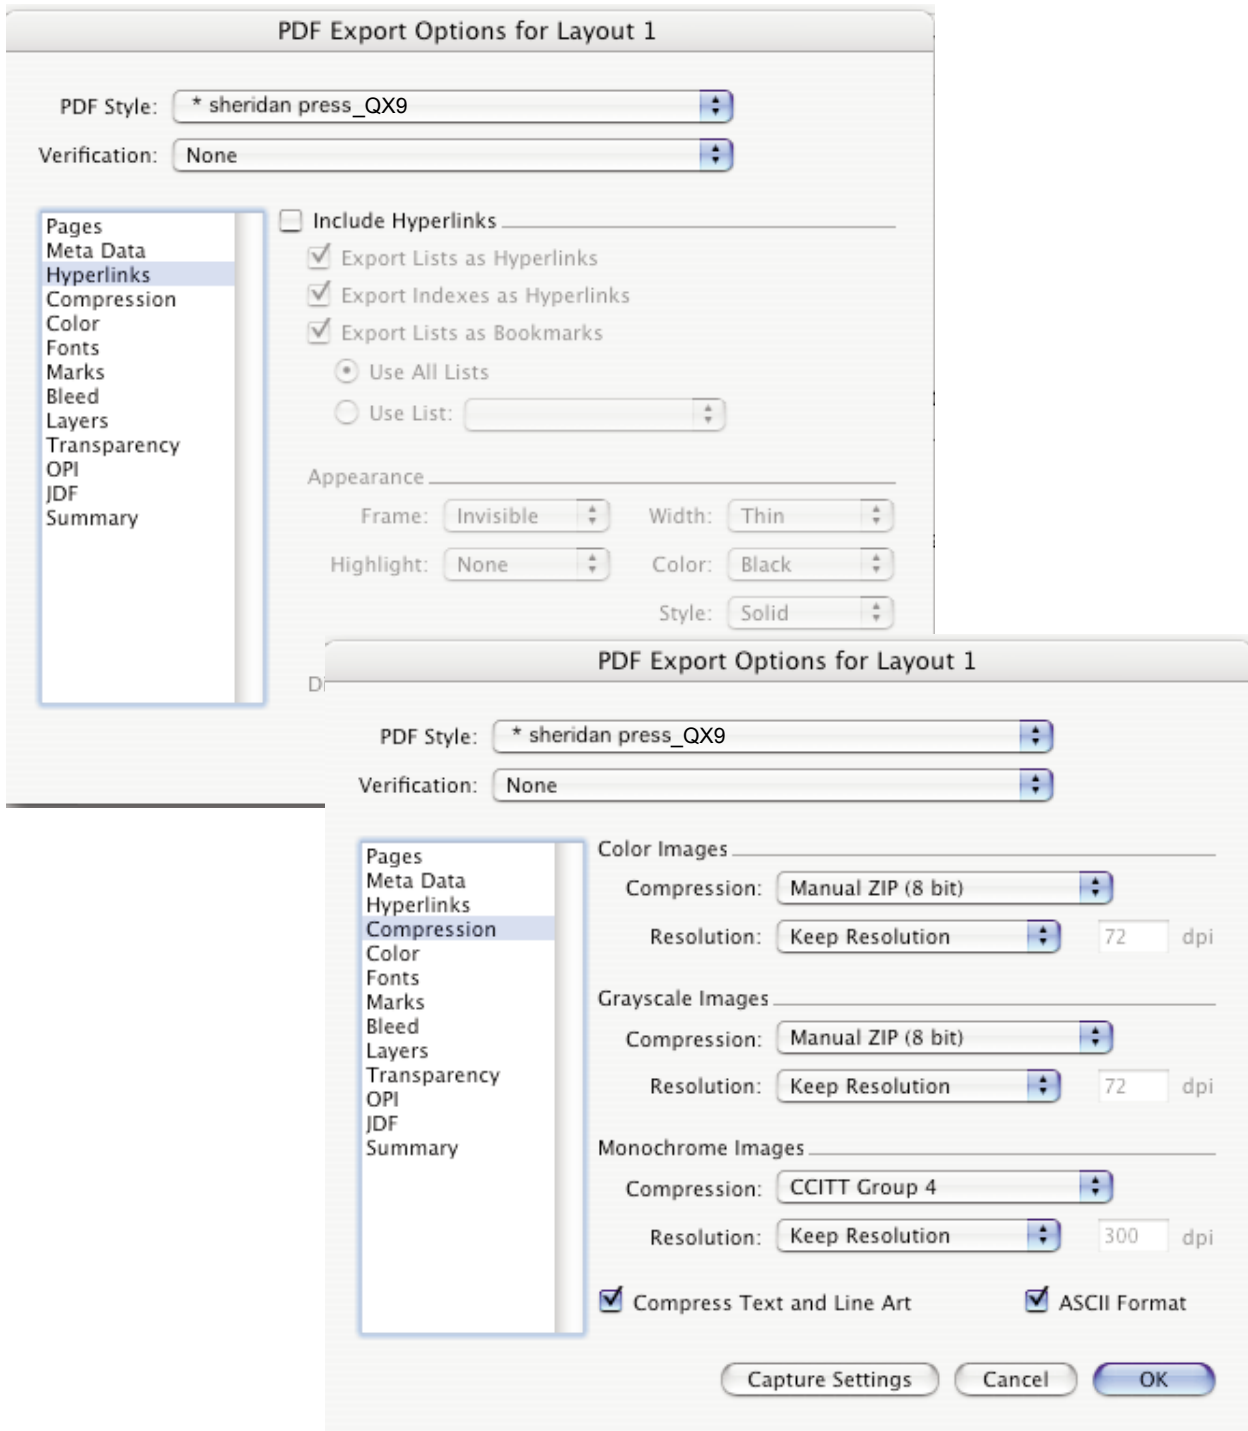 PDF Export Options for Layout 1
PDF Style: * sheridan press_QX9
Verification: None
Pages
Meta Data
Hyperlinks
Compression
Color
Fonts
Marks
Bleed
Layers
Transparency
OPI
JDF
Summary
Include Hyperlinks
Export Lists as Hyperlinks
Export Indexes as Hyperlinks
Export Lists as Bookmarks
Use All Lists
Use List:
Appearance
Frame: Invisible Width: Thin
Highlight: None Color: Black
Style: Solid
PDF Export Options for Layout 1
PDF Style: * sheridan press_QX9
Verification: None
Pages
Meta Data
Hyperlinks
Compression
Color
Fonts
Marks
Bleed
Layers
Transparency
OPI
JDF
Summary
Color Images
Compression: Manual ZIP (8 bit)
Resolution: Keep Resolution 72 dpi
Grayscale Images
Compression: Manual ZIP (8 bit)
Resolution: Keep Resolution 72 dpi
Monochrome Images
Compression: CCITT Group 4
Resolution: Keep Resolution 300 dpi
Compress Text and Line Art ASCII Format
Capture Settings Cancel OK